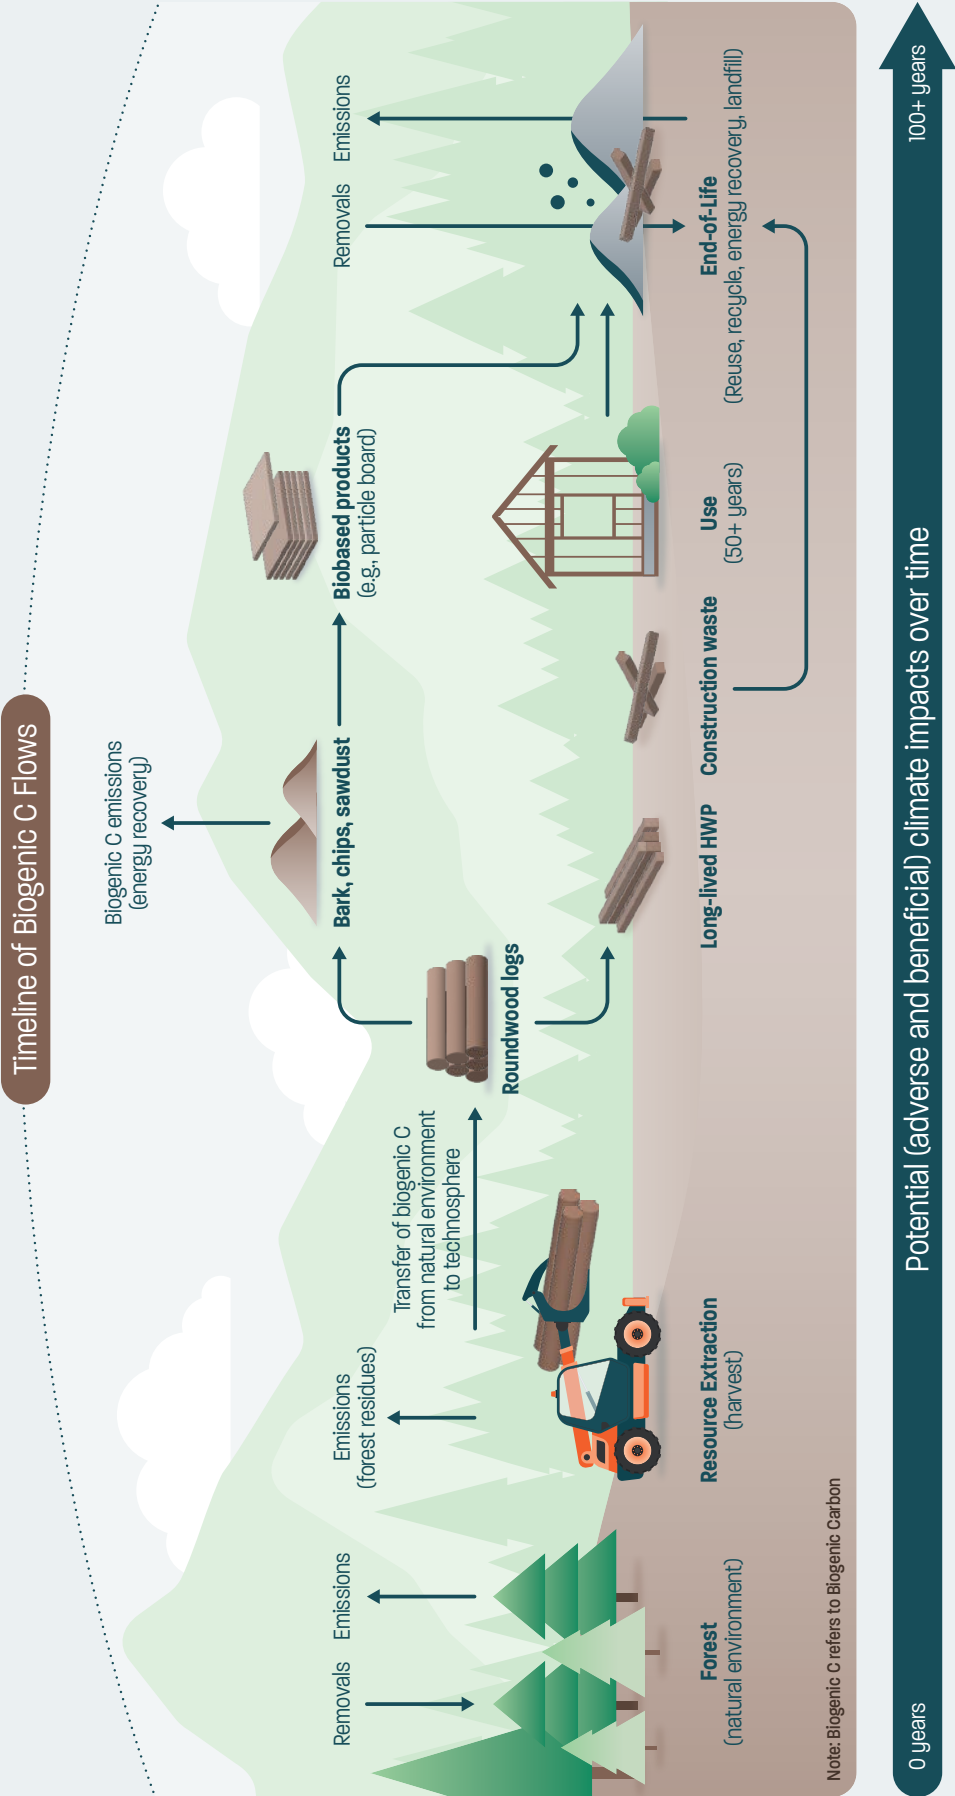 Timeline of Biogenic C Flows
Biogenic C emissions
(energy recovery)
Removals
Emissions
Emissions
(forest residues)
Transfer of biogenic C
from natural environment
to technosphere
Roundwood logs
Bark, chips, sawdust
Biobased products
(e.g., particle board)
Removals
Emissions
Forest
(natural environment)
Resource Extraction
(harvest)
Long-lived HWP
Construction waste
Use
(50+ years)
End-of-Life
(Reuse, recycle, energy recovery, landfill)
Note: Biogenic C refers to Biogenic Carbon
0 years
Potential (adverse and beneficial) climate impacts over time
100+ years